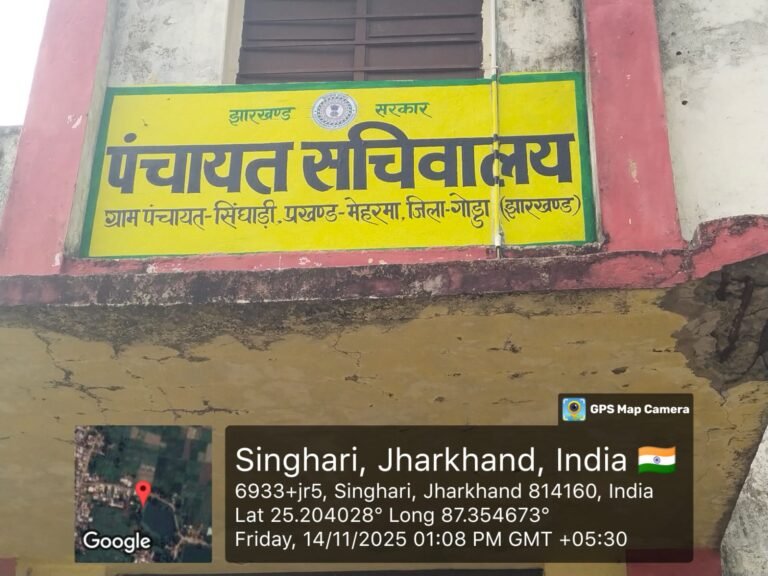 झारखण्ड सरकार
पंचायत सचिवालय
ग्राम पंचायत-सिंघाड़ी, प्रखण्ड-मेहरमा, जिला-गोड्डा (झारखण्ड)
GPS Map Camera
Singhari, Jharkhand, India
6933+jr5, Singhari, Jharkhand 814160, India
Lat 25.204028° Long 87.354673°
Friday, 14/11/2025 01:08 PM GMT +05:30
Google